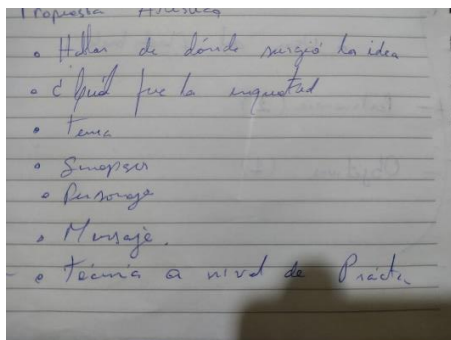 Propuesta Artística
• Hablar de dónde surgió la idea
• ¿Cuál fue la inquietud
• Tema
• Sinopsis
• Personaje
• Mensaje.
• Técnica a nivel de Práctica